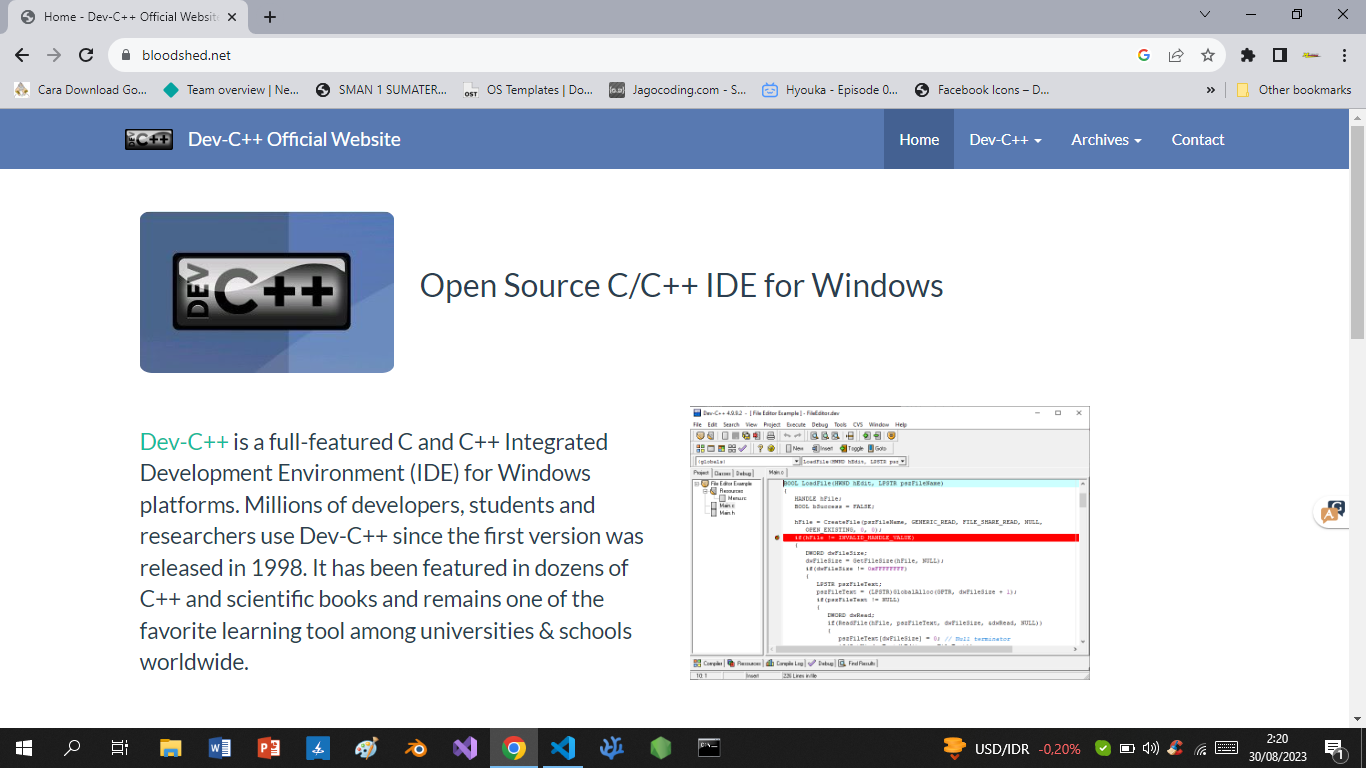 Home - Dev-C++ Official Websit
bloodshed.net
Cara Download Go...
Team overview | Ne...
SMAN 1 SUMATER...
OS Templates | Do...
Jagocoding.com - S...
Hyouka - Episode 0...
Facebook Icons – D...
Other bookmarks
Dev-C++ Official Website
Home
Dev-C++
Archives
Contact
DEV C++
Open Source C/C++ IDE for Windows
Dev-C++ is a full-featured C and C++ Integrated
Development Environment (IDE) for Windows
platforms. Millions of developers, students and
researchers use Dev-C++ since the first version was
released in 1998. It has been featured in dozens of
C++ and scientific books and remains one of the
favorite learning tool among universities & schools
worldwide.
Dev-C++ 4.9.9.2 - [ File Editor Example ] - FileEditor.dev
File Edit Search View Project Execute Debug Tools CVS Window Help
New Insert Toggle Goto
(globals)
LoadFile(HWND hEdit, LPSTR psz
Project Classes Debug
Main.c
File Editor Example
Resources
Menu.rc
Main.c
Main.h
BOOL LoadFile(HWND hEdit, LPSTR pszFileName)
{
HANDLE hFile;
BOOL bSuccess = FALSE;
hFile = CreateFile(pszFileName, GENERIC_READ, FILE_SHARE_READ, NULL,
OPEN_EXISTING, 0, 0);
if(hFile != INVALID_HANDLE_VALUE)
{
DWORD dwFileSize;
dwFileSize = GetFileSize(hFile, NULL);
if(dwFileSize != 0xFFFFFFFF)
{
LPSTR pszFileText;
pszFileText = (LPSTR)GlobalAlloc(GPTR, dwFileSize + 1);
if(pszFileText != NULL)
{
DWORD dwRead;
if(ReadFile(hFile, pszFileText, dwFileSize, &dwRead, NULL))
{
pszFileText[dwFileSize] = 0; // Null terminator
Compiler Resources Compile Log Debug Find Results
10: 1
Insert
226 Lines in file
USD/IDR -0,20%
2:20
30/08/2023
1